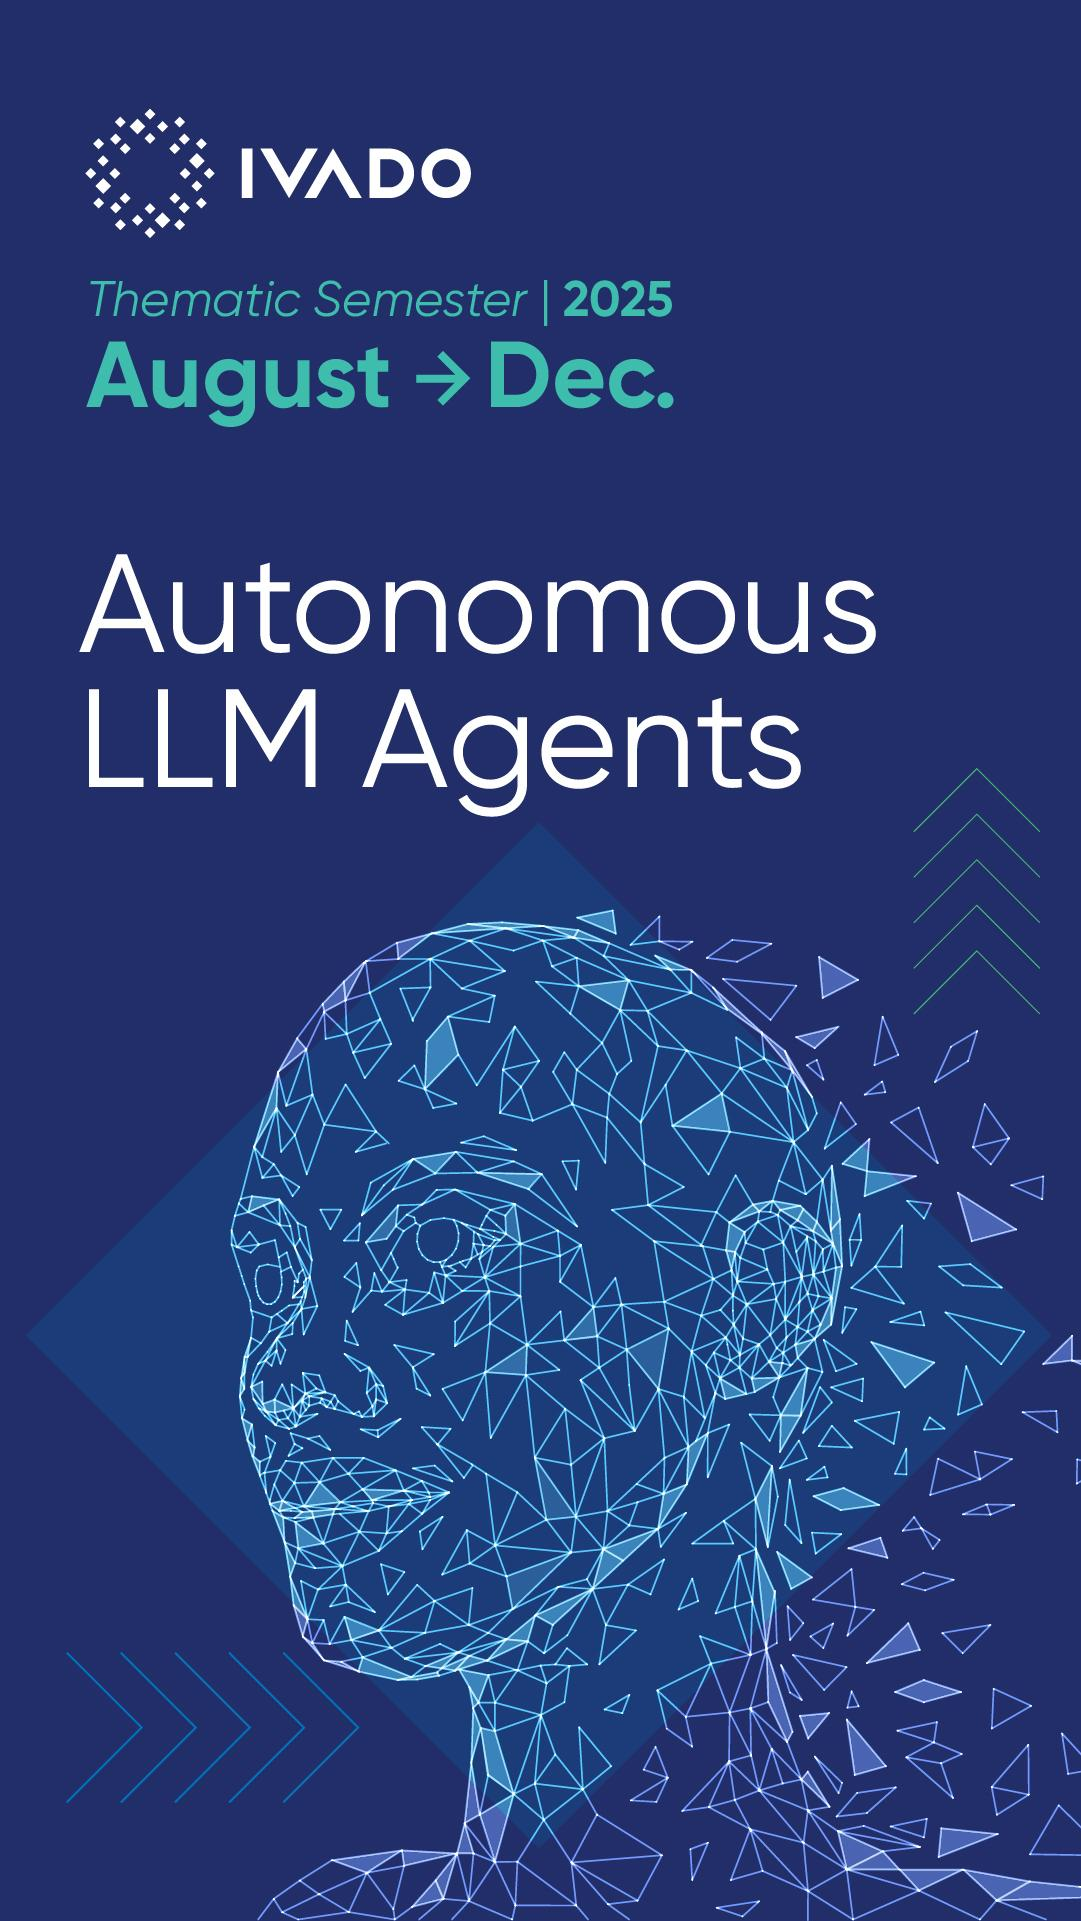 IVADO
Thematic Semester | 2025
August → Dec.
Autonomous
LLM Agents